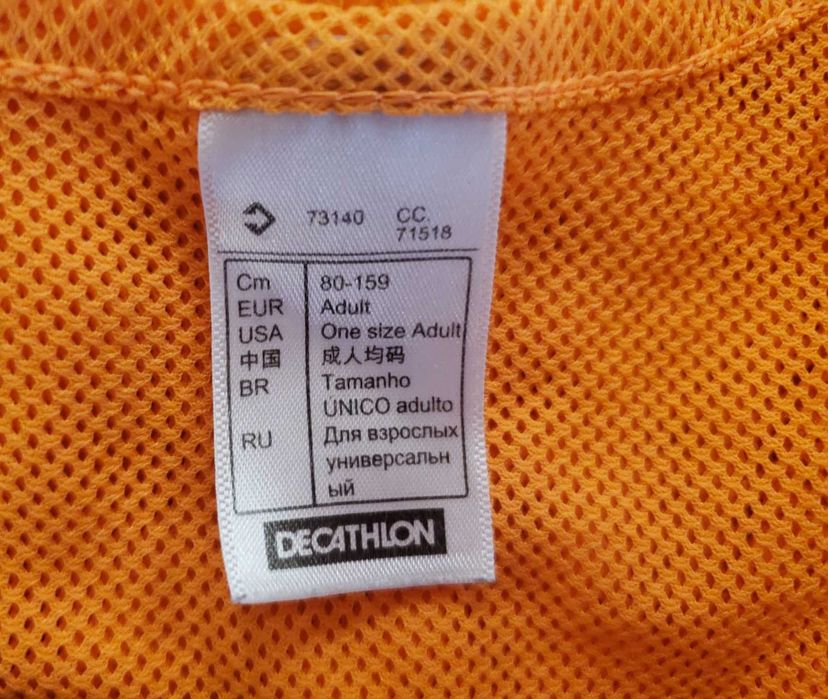 73140 CC.
71518
Cm 80-159
EUR Adult
USA One size Adult
中国 成人均码
BR Tamanho
ÚNICO adulto
RU Для взрослых
универсальн
ый
DECATHLON